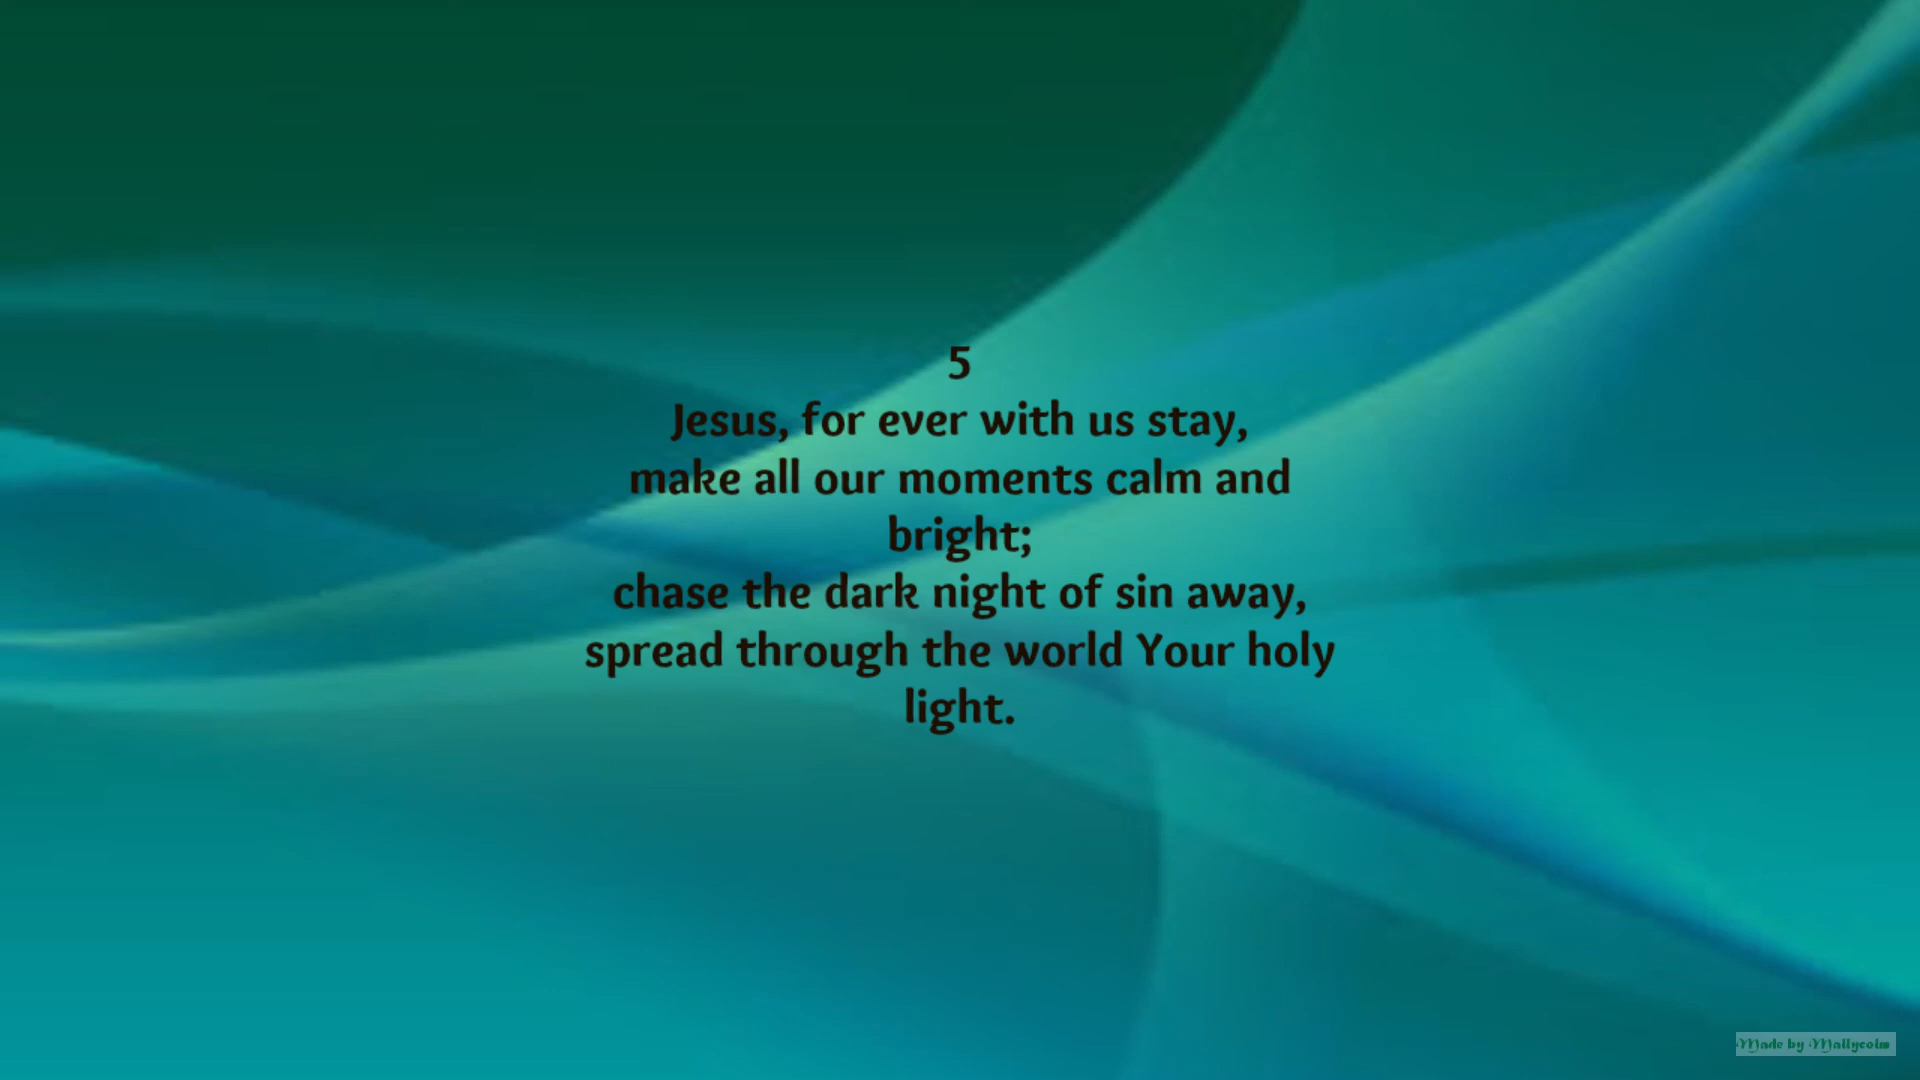 5
Jesus, for ever with us stay,
make all our moments calm and
bright;
chase the dark night of sin away,
spread through the world Your holy
light.
Made by Mallycolm